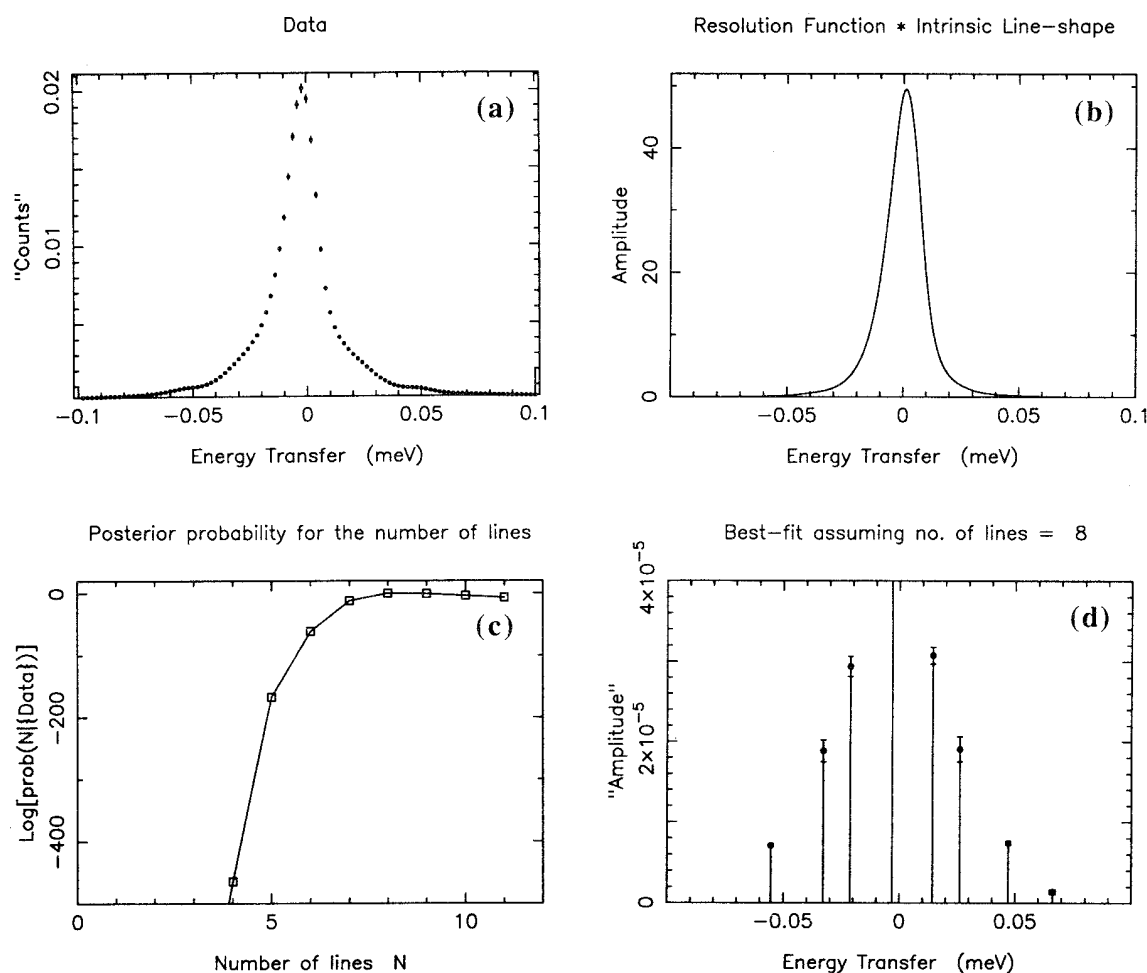 Data
(a)
"Counts"
0.02
0.01
−0.1 −0.05 0 0.05 0.1
Energy Transfer (meV)
Resolution Function * Intrinsic Line−shape
(b)
Amplitude
40
20
0
−0.05 0 0.05 0.1
Energy Transfer (meV)
Posterior probability for the number of lines
(c)
Log[prob(N|{Data})]
0
−200
−400
0 5 10
Number of lines N
Best−fit assuming no. of lines = 8
(d)
"Amplitude"
4×10⁻⁵
2×10⁻⁵
0
−0.05 0 0.05
Energy Transfer (meV)